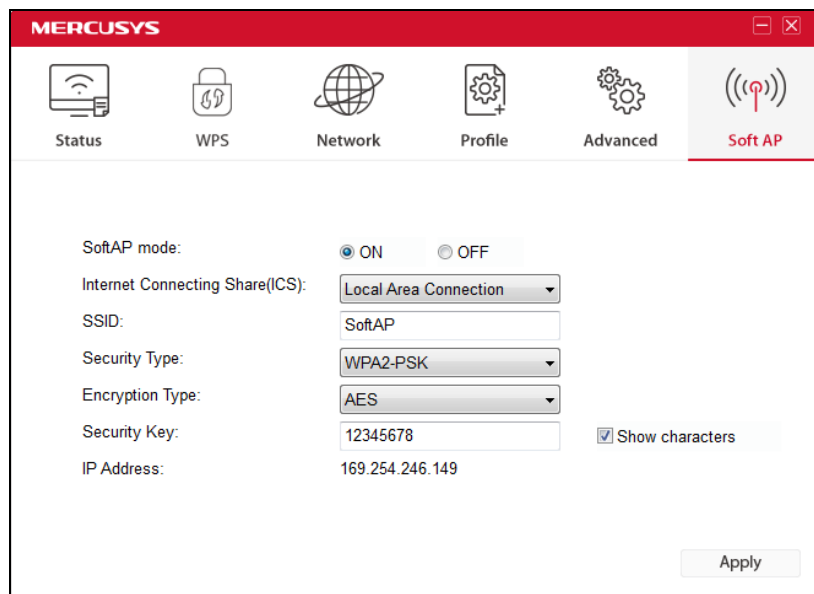 MERCUSYS
Status WPS Network Profile Advanced Soft AP
SoftAP mode: ON OFF
Internet Connecting Share(ICS): Local Area Connection
SSID: SoftAP
Security Type: WPA2-PSK
Encryption Type: AES
Security Key: 12345678 Show characters
IP Address: 169.254.246.149
Apply